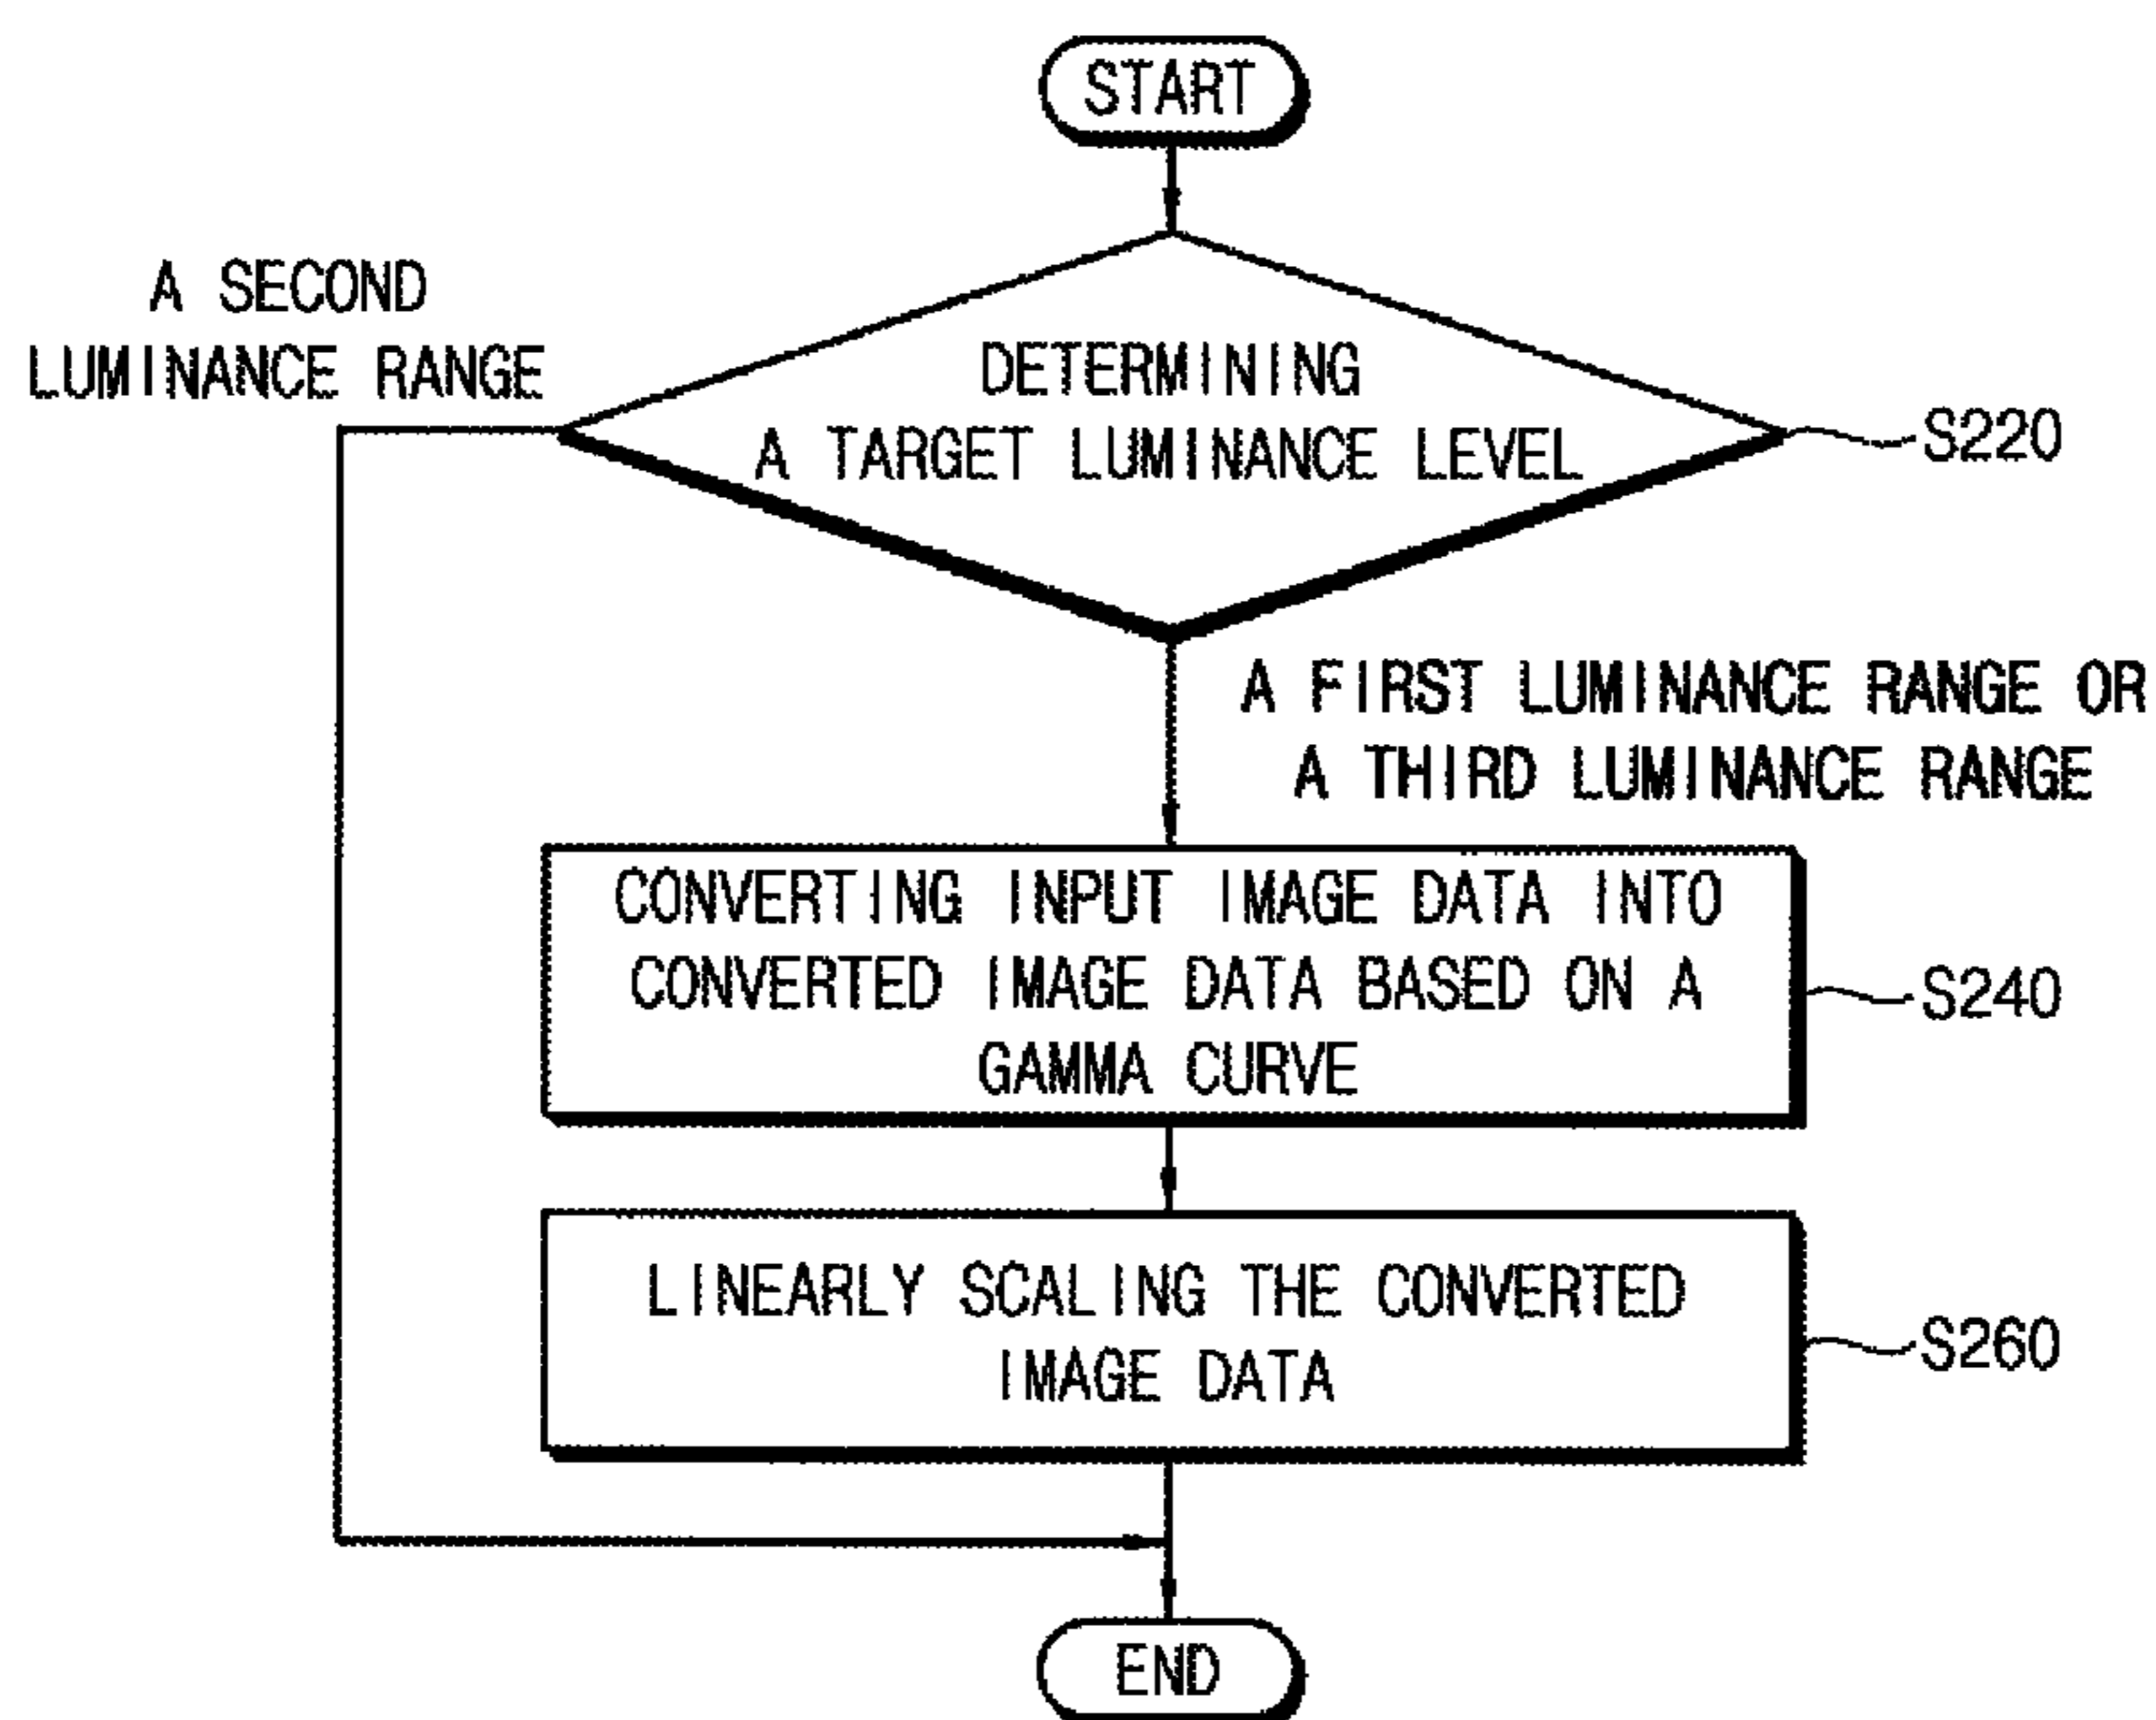 START
A SECOND
LUMINANCE RANGE
DETERMINING
A TARGET LUMINANCE LEVEL
S220
A FIRST LUMINANCE RANGE OR
A THIRD LUMINANCE RANGE
CONVERTING INPUT IMAGE DATA INTO
CONVERTED IMAGE DATA BASED ON A
GAMMA CURVE
S240
LINEARLY SCALING THE CONVERTED
IMAGE DATA
S260
END